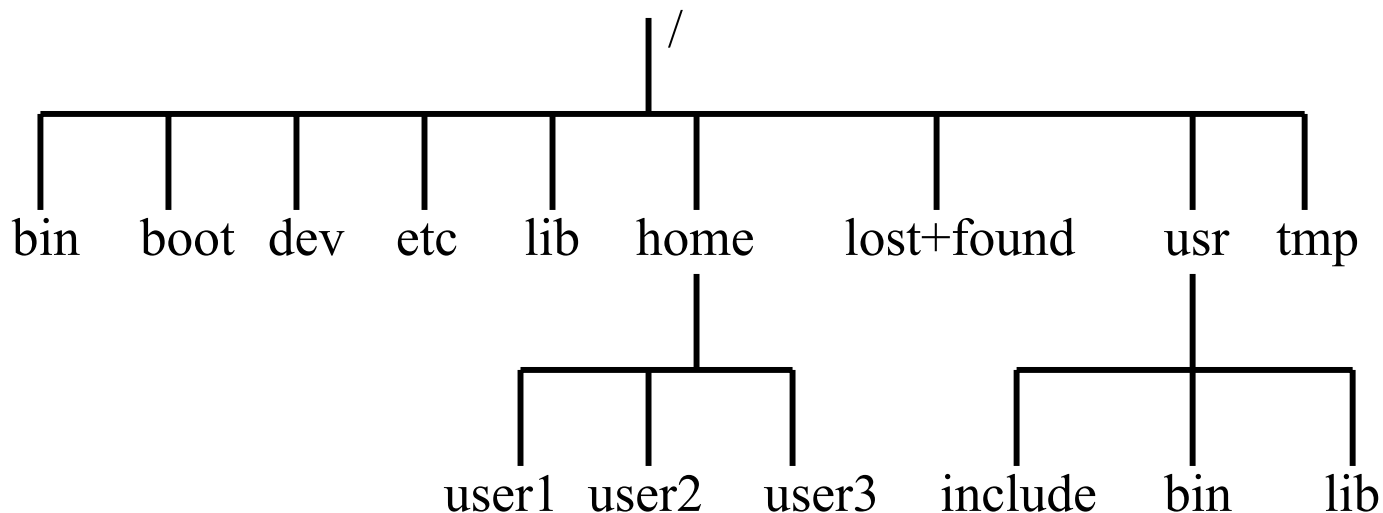 /
bin boot dev etc lib home lost+found usr tmp
user1 user2 user3 include bin lib